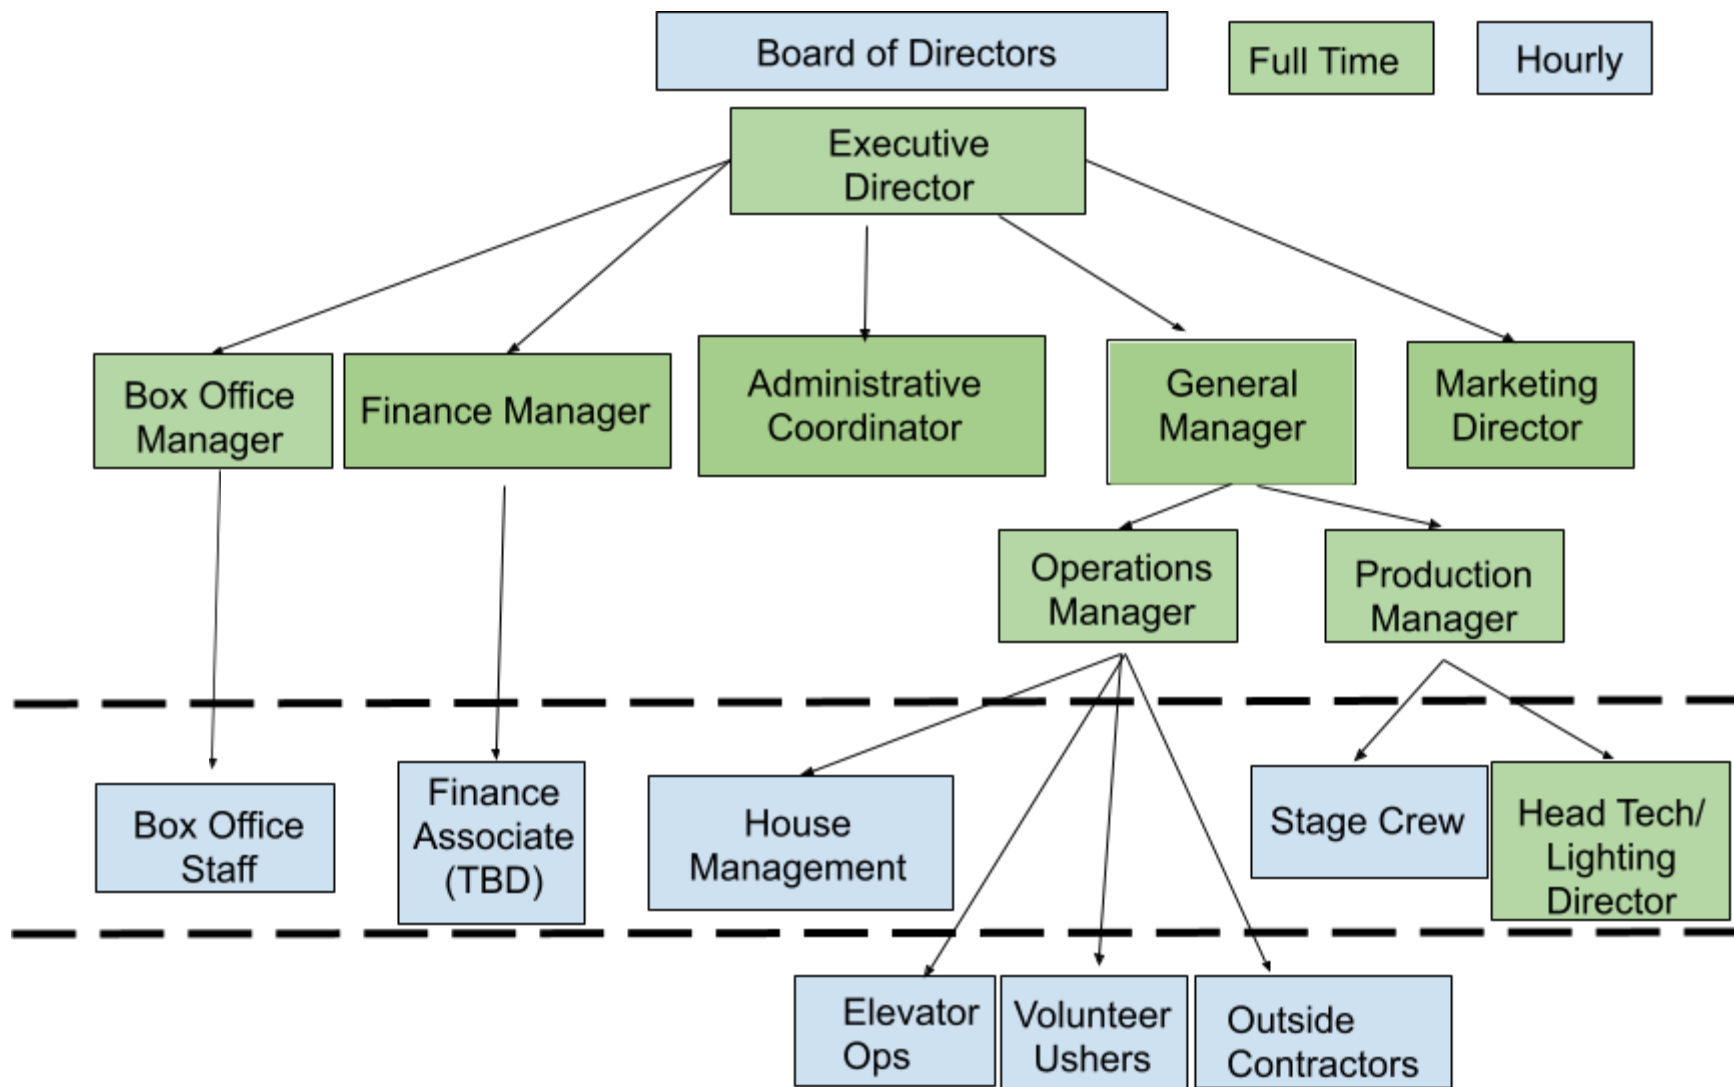 Board of Directors
Full Time
Hourly
Executive
Director
Box Office
Manager
Finance Manager
Administrative
Coordinator
General
Manager
Marketing
Director
Operations
Manager
Production
Manager
Box Office
Staff
Finance
Associate
(TBD)
House
Management
Stage Crew
Head Tech/
Lighting
Director
Elevator
Ops
Volunteer
Ushers
Outside
Contractors